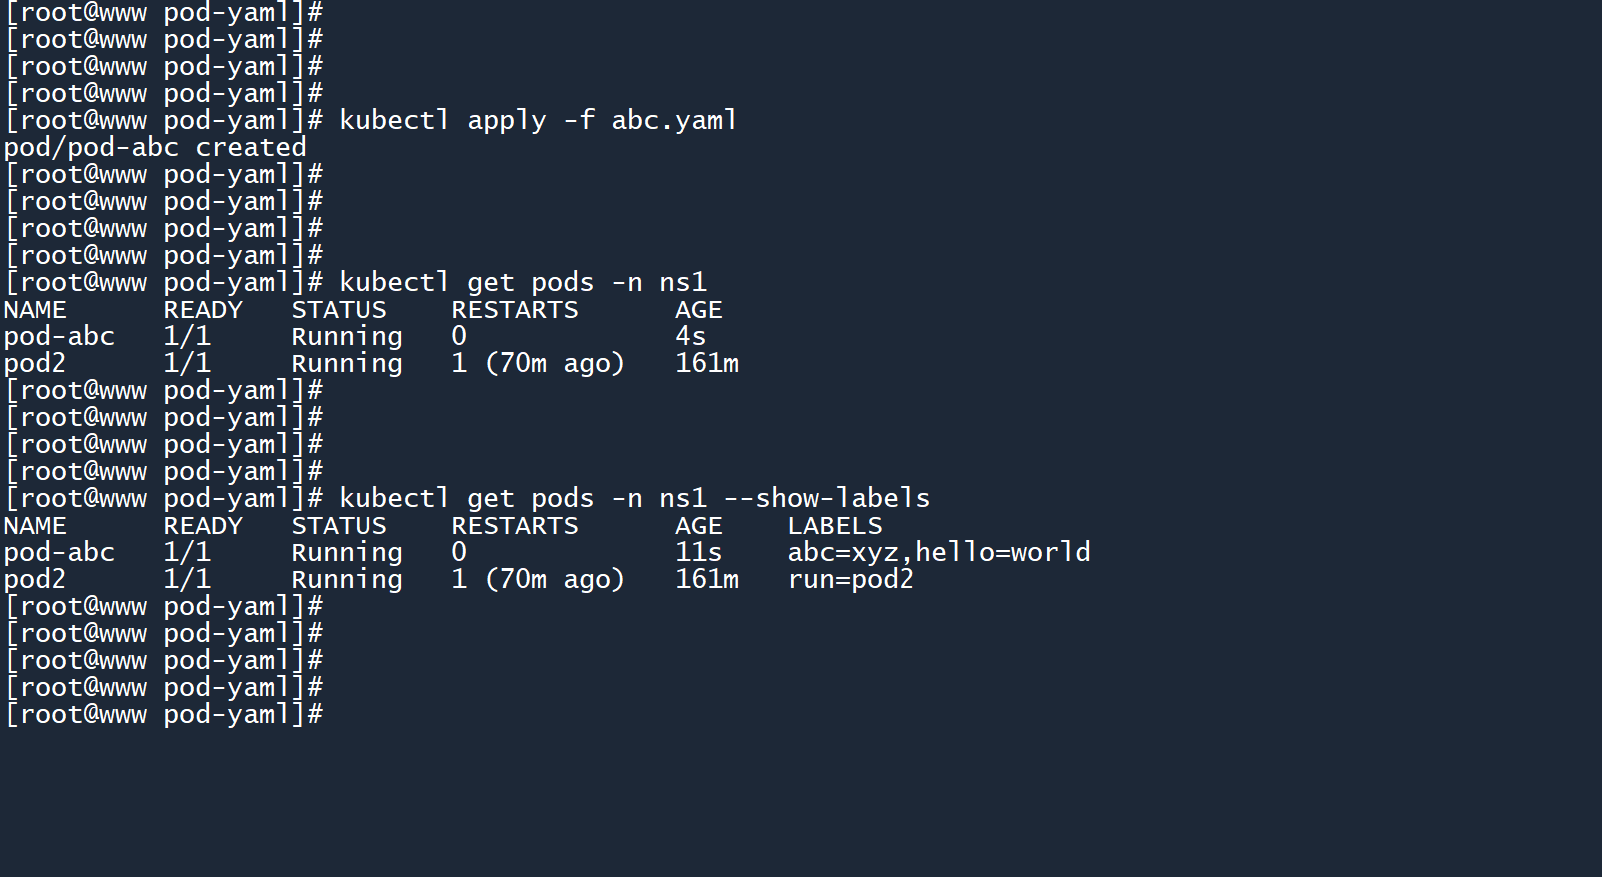 [root@www pod-yaml]#
[root@www pod-yaml]#
[root@www pod-yaml]#
[root@www pod-yaml]#
[root@www pod-yaml]# kubectl apply -f abc.yaml
pod/pod-abc created
[root@www pod-yaml]#
[root@www pod-yaml]#
[root@www pod-yaml]#
[root@www pod-yaml]#
[root@www pod-yaml]# kubectl get pods -n ns1
NAME      READY   STATUS    RESTARTS      AGE
pod-abc   1/1     Running   0             4s
pod2      1/1     Running   1 (70m ago)   161m
[root@www pod-yaml]#
[root@www pod-yaml]#
[root@www pod-yaml]#
[root@www pod-yaml]#
[root@www pod-yaml]# kubectl get pods -n ns1 --show-labels
NAME      READY   STATUS    RESTARTS      AGE    LABELS
pod-abc   1/1     Running   0             11s    abc=xyz,hello=world
pod2      1/1     Running   1 (70m ago)   161m   run=pod2
[root@www pod-yaml]#
[root@www pod-yaml]#
[root@www pod-yaml]#
[root@www pod-yaml]#
[root@www pod-yaml]#